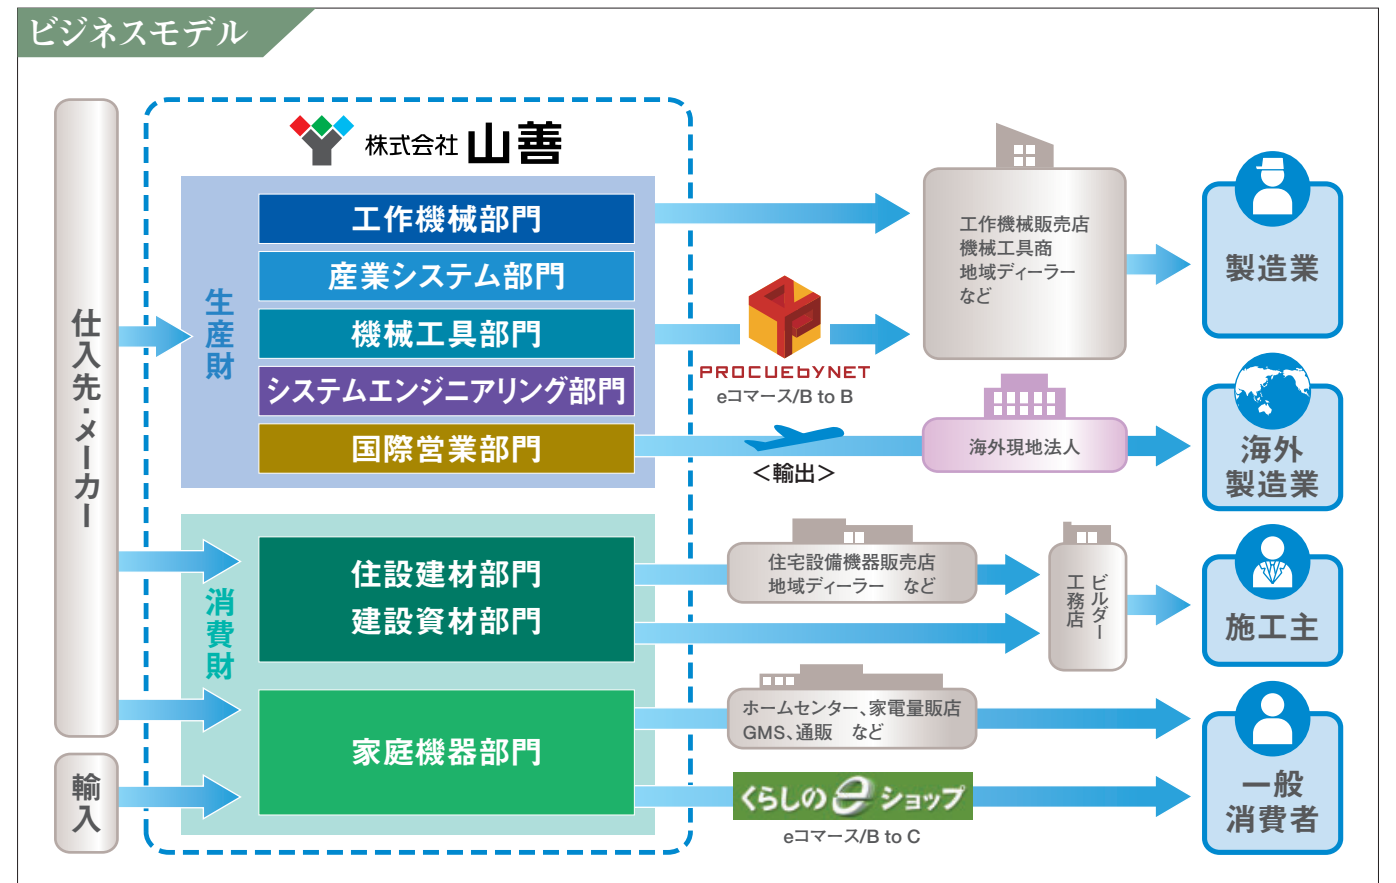 ビジネスモデル
仕入先・メーカー
輸入
株式会社 山善
生産財
工作機械部門
産業システム部門
機械工具部門
システムエンジニアリング部門
国際営業部門
消費財
住設建材部門
建設資材部門
家庭機器部門
PROCUEbYNET
eコマース/B to B
＜輸出＞
工作機械販売店
機械工具商
地域ディーラー
など
海外現地法人
住宅設備機器販売店
地域ディーラー　など
ビルダー
工務店
ホームセンター、家電量販店
GMS、通販　など
くらしのeショップ
eコマース/B to C
製造業
海外
製造業
施工主
一般
消費者